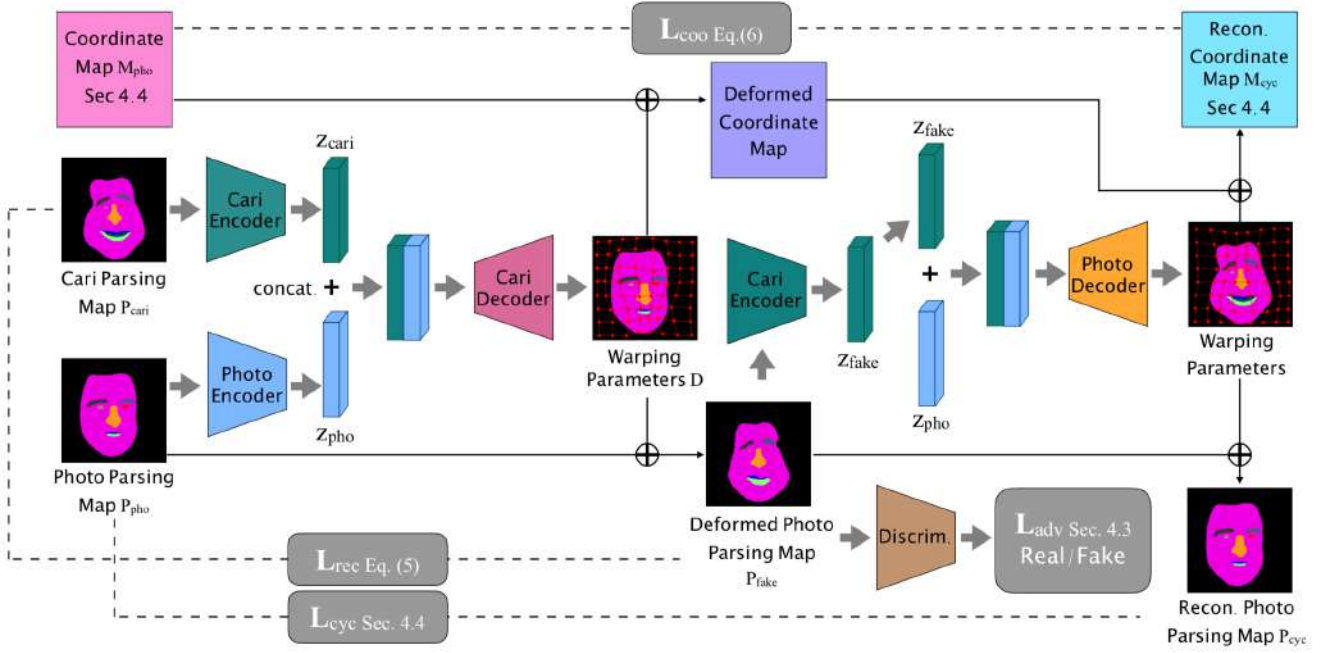 Coordinate
Map Mpho
Sec 4.4
Lcoo Eq.(6)
Recon.
Coordinate
Map Mcyc
Sec 4.4
Deformed
Coordinate
Map
zcari
zfake
Cari
Encoder
Cari Parsing
Map Pcari
concat. +
Cari
Decoder
Cari
Encoder
+
Photo
Decoder
Photo
Encoder
Warping
Parameters D
zfake
Warping
Parameters
zpho
zpho
Photo Parsing
Map Ppho
Deformed Photo
Parsing Map
Pfake
Discrim.
Ladv Sec. 4.3
Real/Fake
Lrec Eq. (5)
Lcyc Sec. 4.4
Recon. Photo
Parsing Map Pcyc